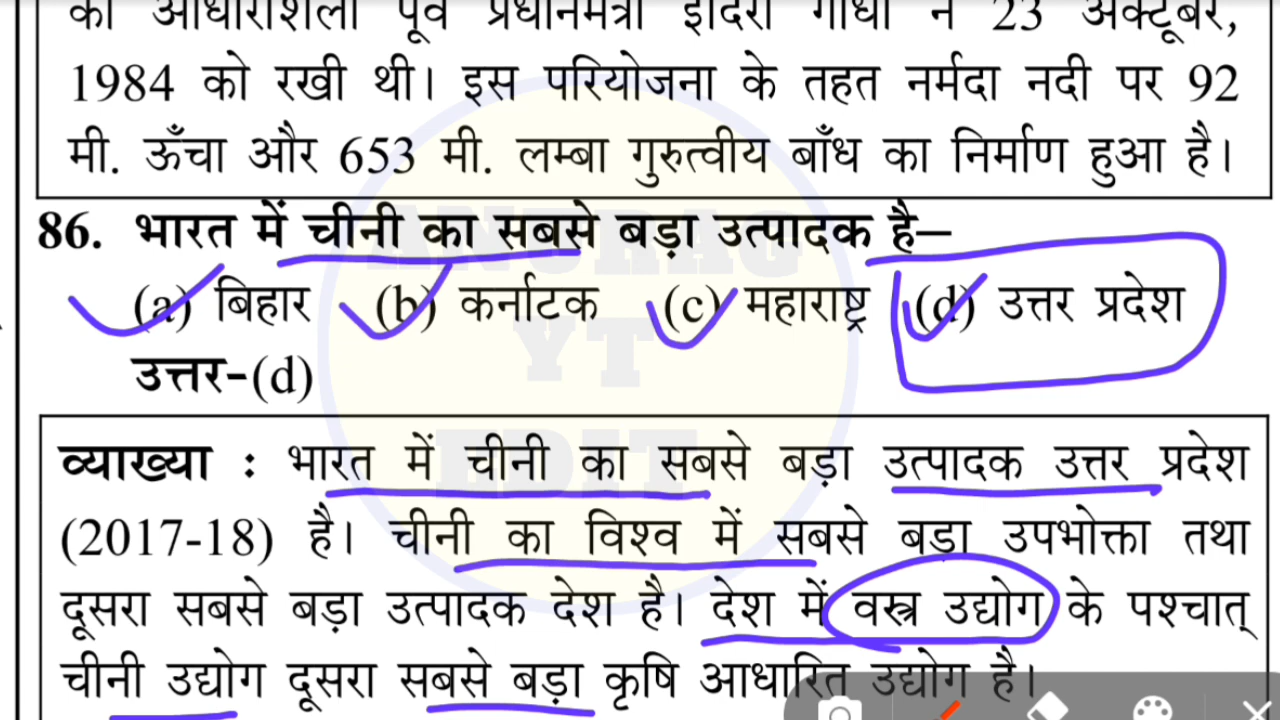 की आधारशिला पूर्व प्रधानमंत्री इंदिरा गांधी ने 23 अक्टूबर,
1984 को रखी थी। इस परियोजना के तहत नर्मदा नदी पर 92
मी. ऊँचा और 653 मी. लम्बा गुरुत्वीय बाँध का निर्माण हुआ है।
86. भारत में चीनी का सबसे बड़ा उत्पादक है–
(a) बिहार (b) कर्नाटक (c) महाराष्ट्र (d) उत्तर प्रदेश
उत्तर-(d)
व्याख्या : भारत में चीनी का सबसे बड़ा उत्पादक उत्तर प्रदेश
(2017-18) है। चीनी का विश्व में सबसे बड़ा उपभोक्ता तथा
दूसरा सबसे बड़ा उत्पादक देश है। देश में वस्त्र उद्योग के पश्चात्
चीनी उद्योग दूसरा सबसे बड़ा कृषि आधारित उद्योग है।
ANURAG
YT
EDIT